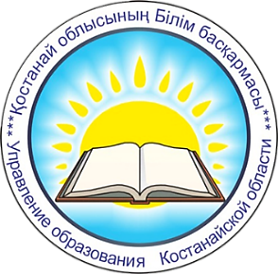 ***Қостанай облысының Білім басқармасы***
Управление образования Костанайской области